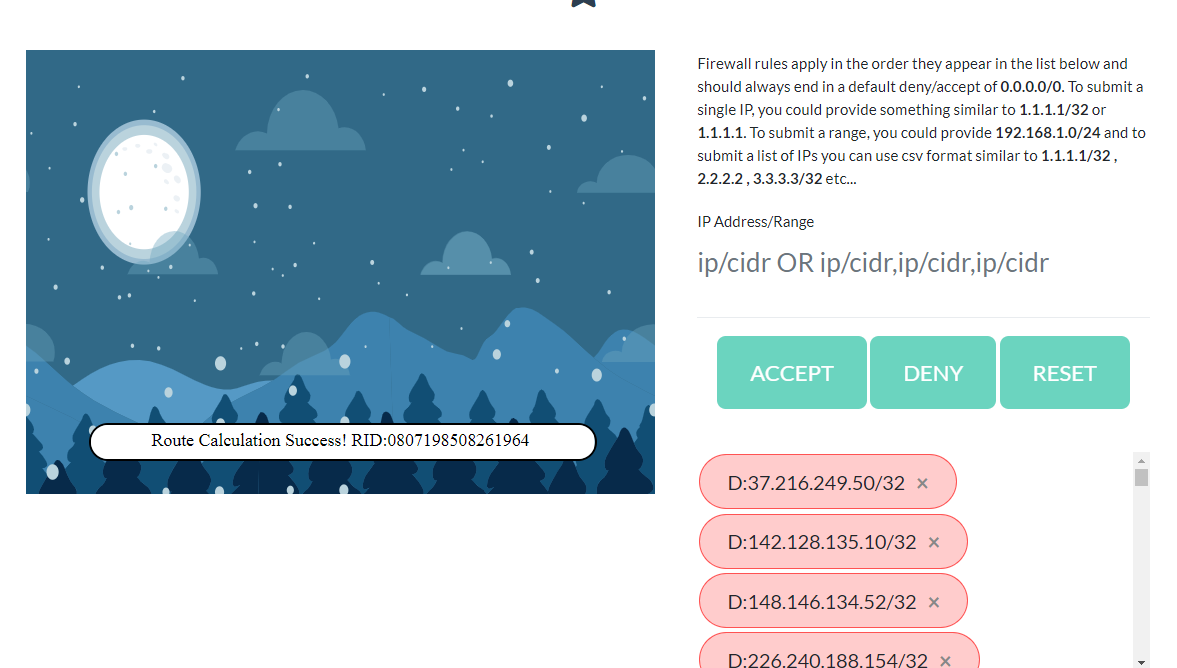 Firewall rules apply in the order they appear in the list below and
should always end in a default deny/accept of 0.0.0.0/0. To submit a
single IP, you could provide something similar to 1.1.1.1/32 or
1.1.1.1. To submit a range, you could provide 192.168.1.0/24 and to
submit a list of IPs you can use csv format similar to 1.1.1.1/32 ,
2.2.2.2 , 3.3.3.3/32 etc...
IP Address/Range
ip/cidr OR ip/cidr,ip/cidr,ip/cidr
ACCEPT DENY RESET
Route Calculation Success! RID:0807198508261964
D:37.216.249.50/32 ×
D:142.128.135.10/32 ×
D:148.146.134.52/32 ×
D:226.240.188.154/32 ×